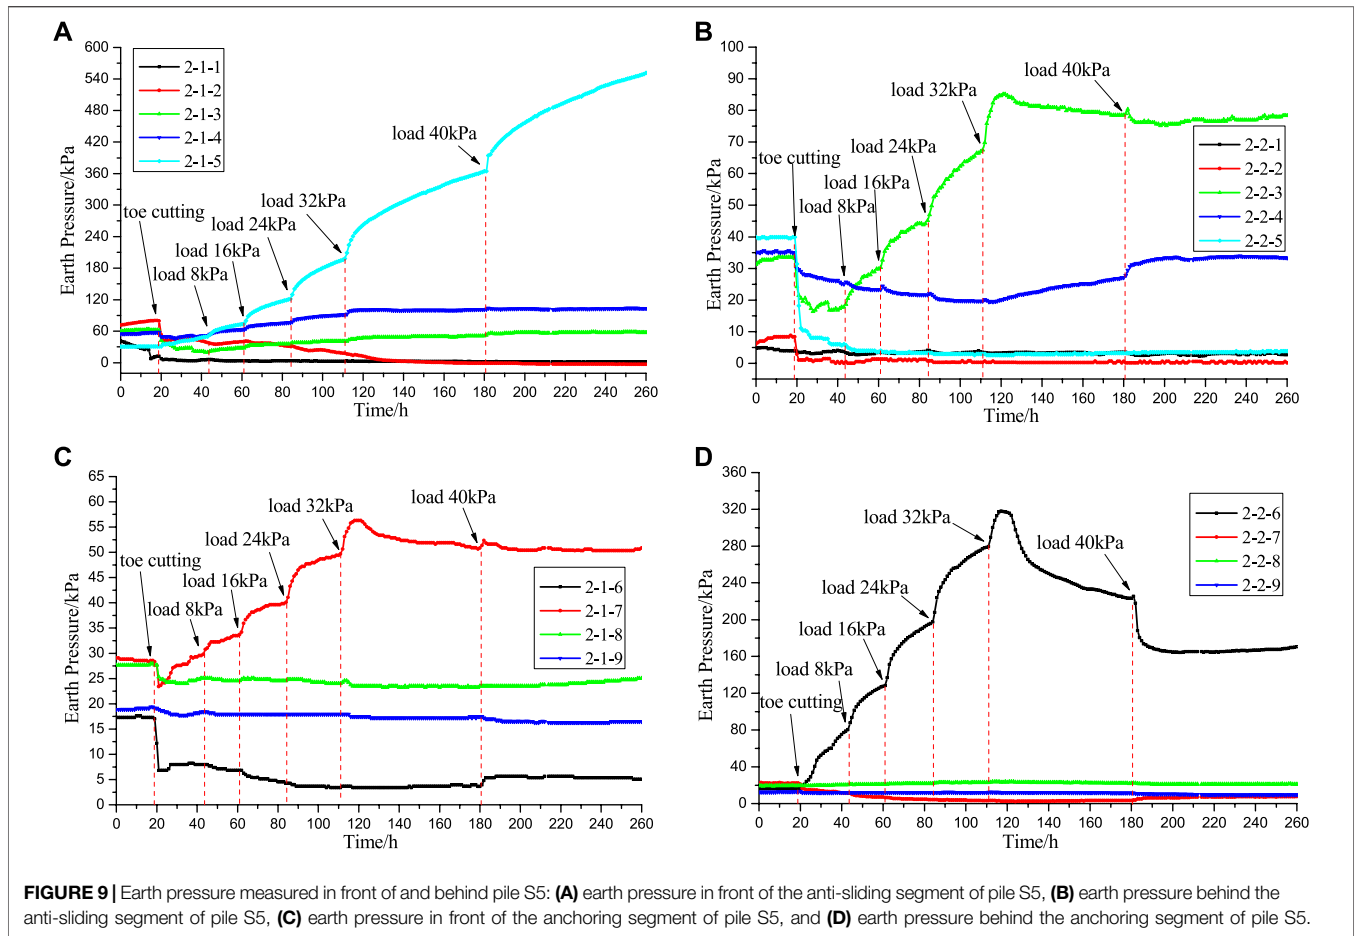 A
600
540
480
420
360
300
240
180
120
60
0
Earth Pressure/kPa
2-1-1
2-1-2
2-1-3
2-1-4
2-1-5
toe cutting
load 8kPa
load 16kPa
load 24kPa
load 32kPa
load 40kPa
0 20 40 60 80 100 120 140 160 180 200 220 240 260
Time/h
B
100
90
80
70
60
50
40
30
20
10
0
Earth Pressure/kPa
toe cutting
load 8kPa
load 16kPa
load 24kPa
load 32kPa
load 40kPa
2-2-1
2-2-2
2-2-3
2-2-4
2-2-5
0 20 40 60 80 100 120 140 160 180 200 220 240 260
Time/h
C
65
60
55
50
45
40
35
30
25
20
15
10
5
0
Earth Pressure/kPa
toe cutting
load 8kPa
load 16kPa
load 24kPa
load 32kPa
load 40kPa
2-1-6
2-1-7
2-1-8
2-1-9
0 20 40 60 80 100 120 140 160 180 200 220 240 260
Time/h
D
360
320
280
240
200
160
120
80
40
0
Earth Pressure/kPa
toe cutting
load 8kPa
load 16kPa
load 24kPa
load 32kPa
load 40kPa
2-2-6
2-2-7
2-2-8
2-2-9
0 20 40 60 80 100 120 140 160 180 200 220 240 260
Time/h
FIGURE 9 | Earth pressure measured in front of and behind pile S5: (A) earth pressure in front of the anti-sliding segment of pile S5, (B) earth pressure behind the
anti-sliding segment of pile S5, (C) earth pressure in front of the anchoring segment of pile S5, and (D) earth pressure behind the anchoring segment of pile S5.